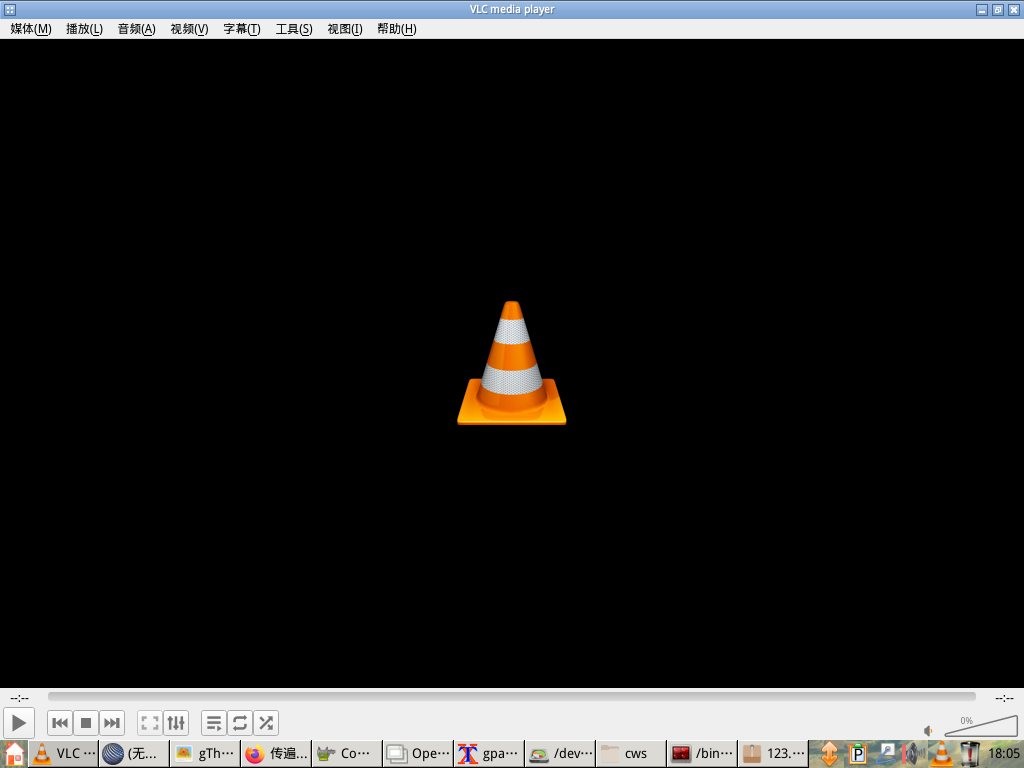 VLC media player
媒体(M) 播放(L) 音频(A) 视频(V) 字幕(T) 工具(S) 视图(I) 帮助(H)
--:-- --:--
0%
VLC ··· (无... gTh··· 传遍... Co··· Ope··· gpa··· /dev··· cws /bin··· 123.··· 18:05